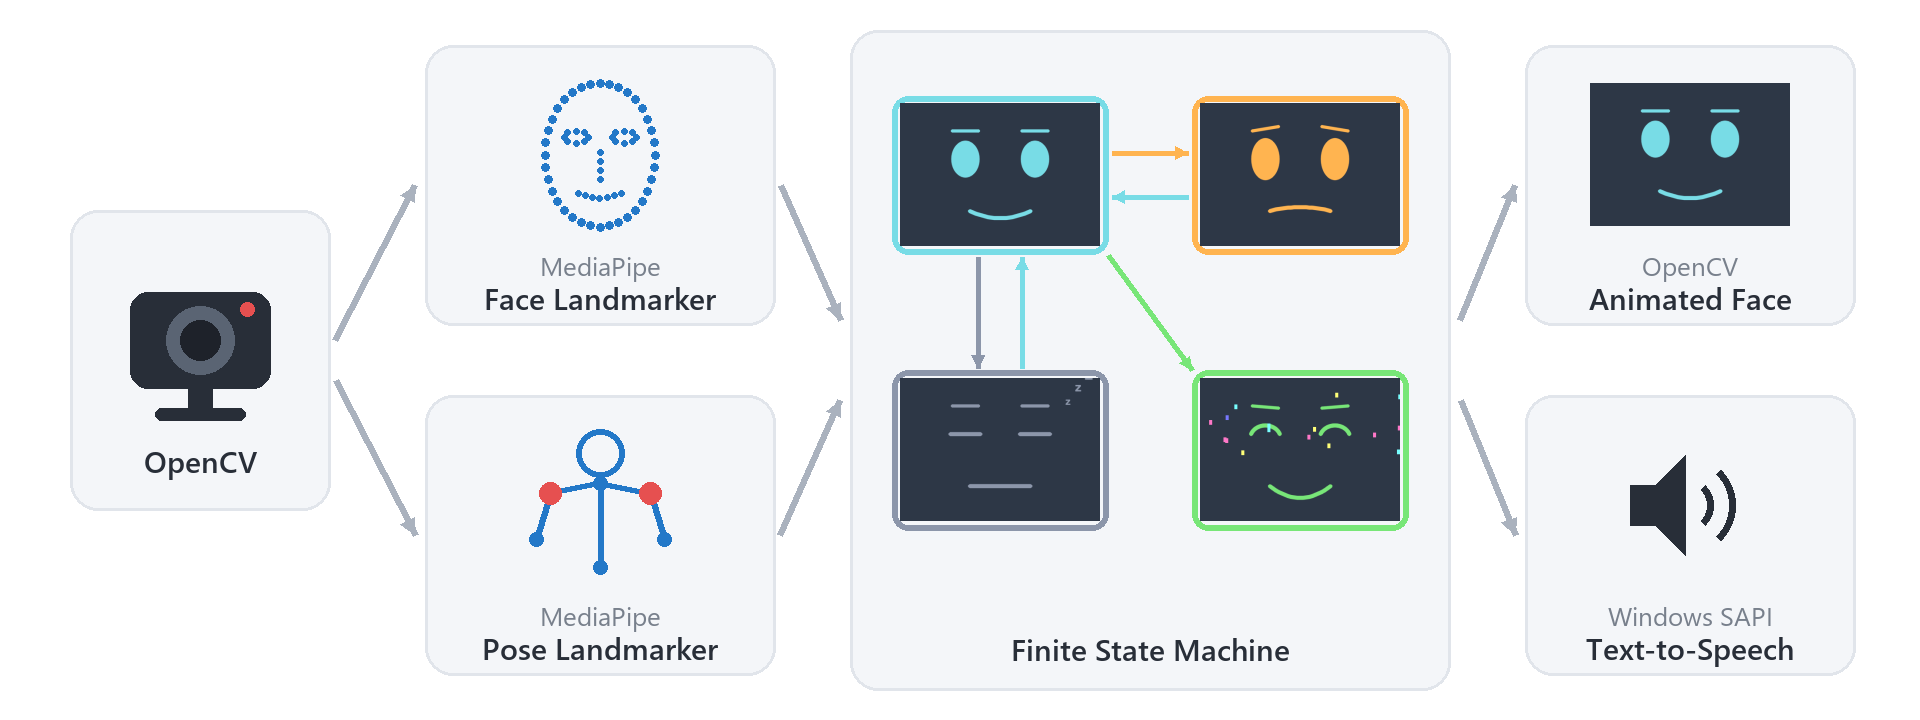 OpenCV
MediaPipe
Face Landmarker
MediaPipe
Pose Landmarker
z
z
Finite State Machine
OpenCV
Animated Face
Windows SAPI
Text-to-Speech